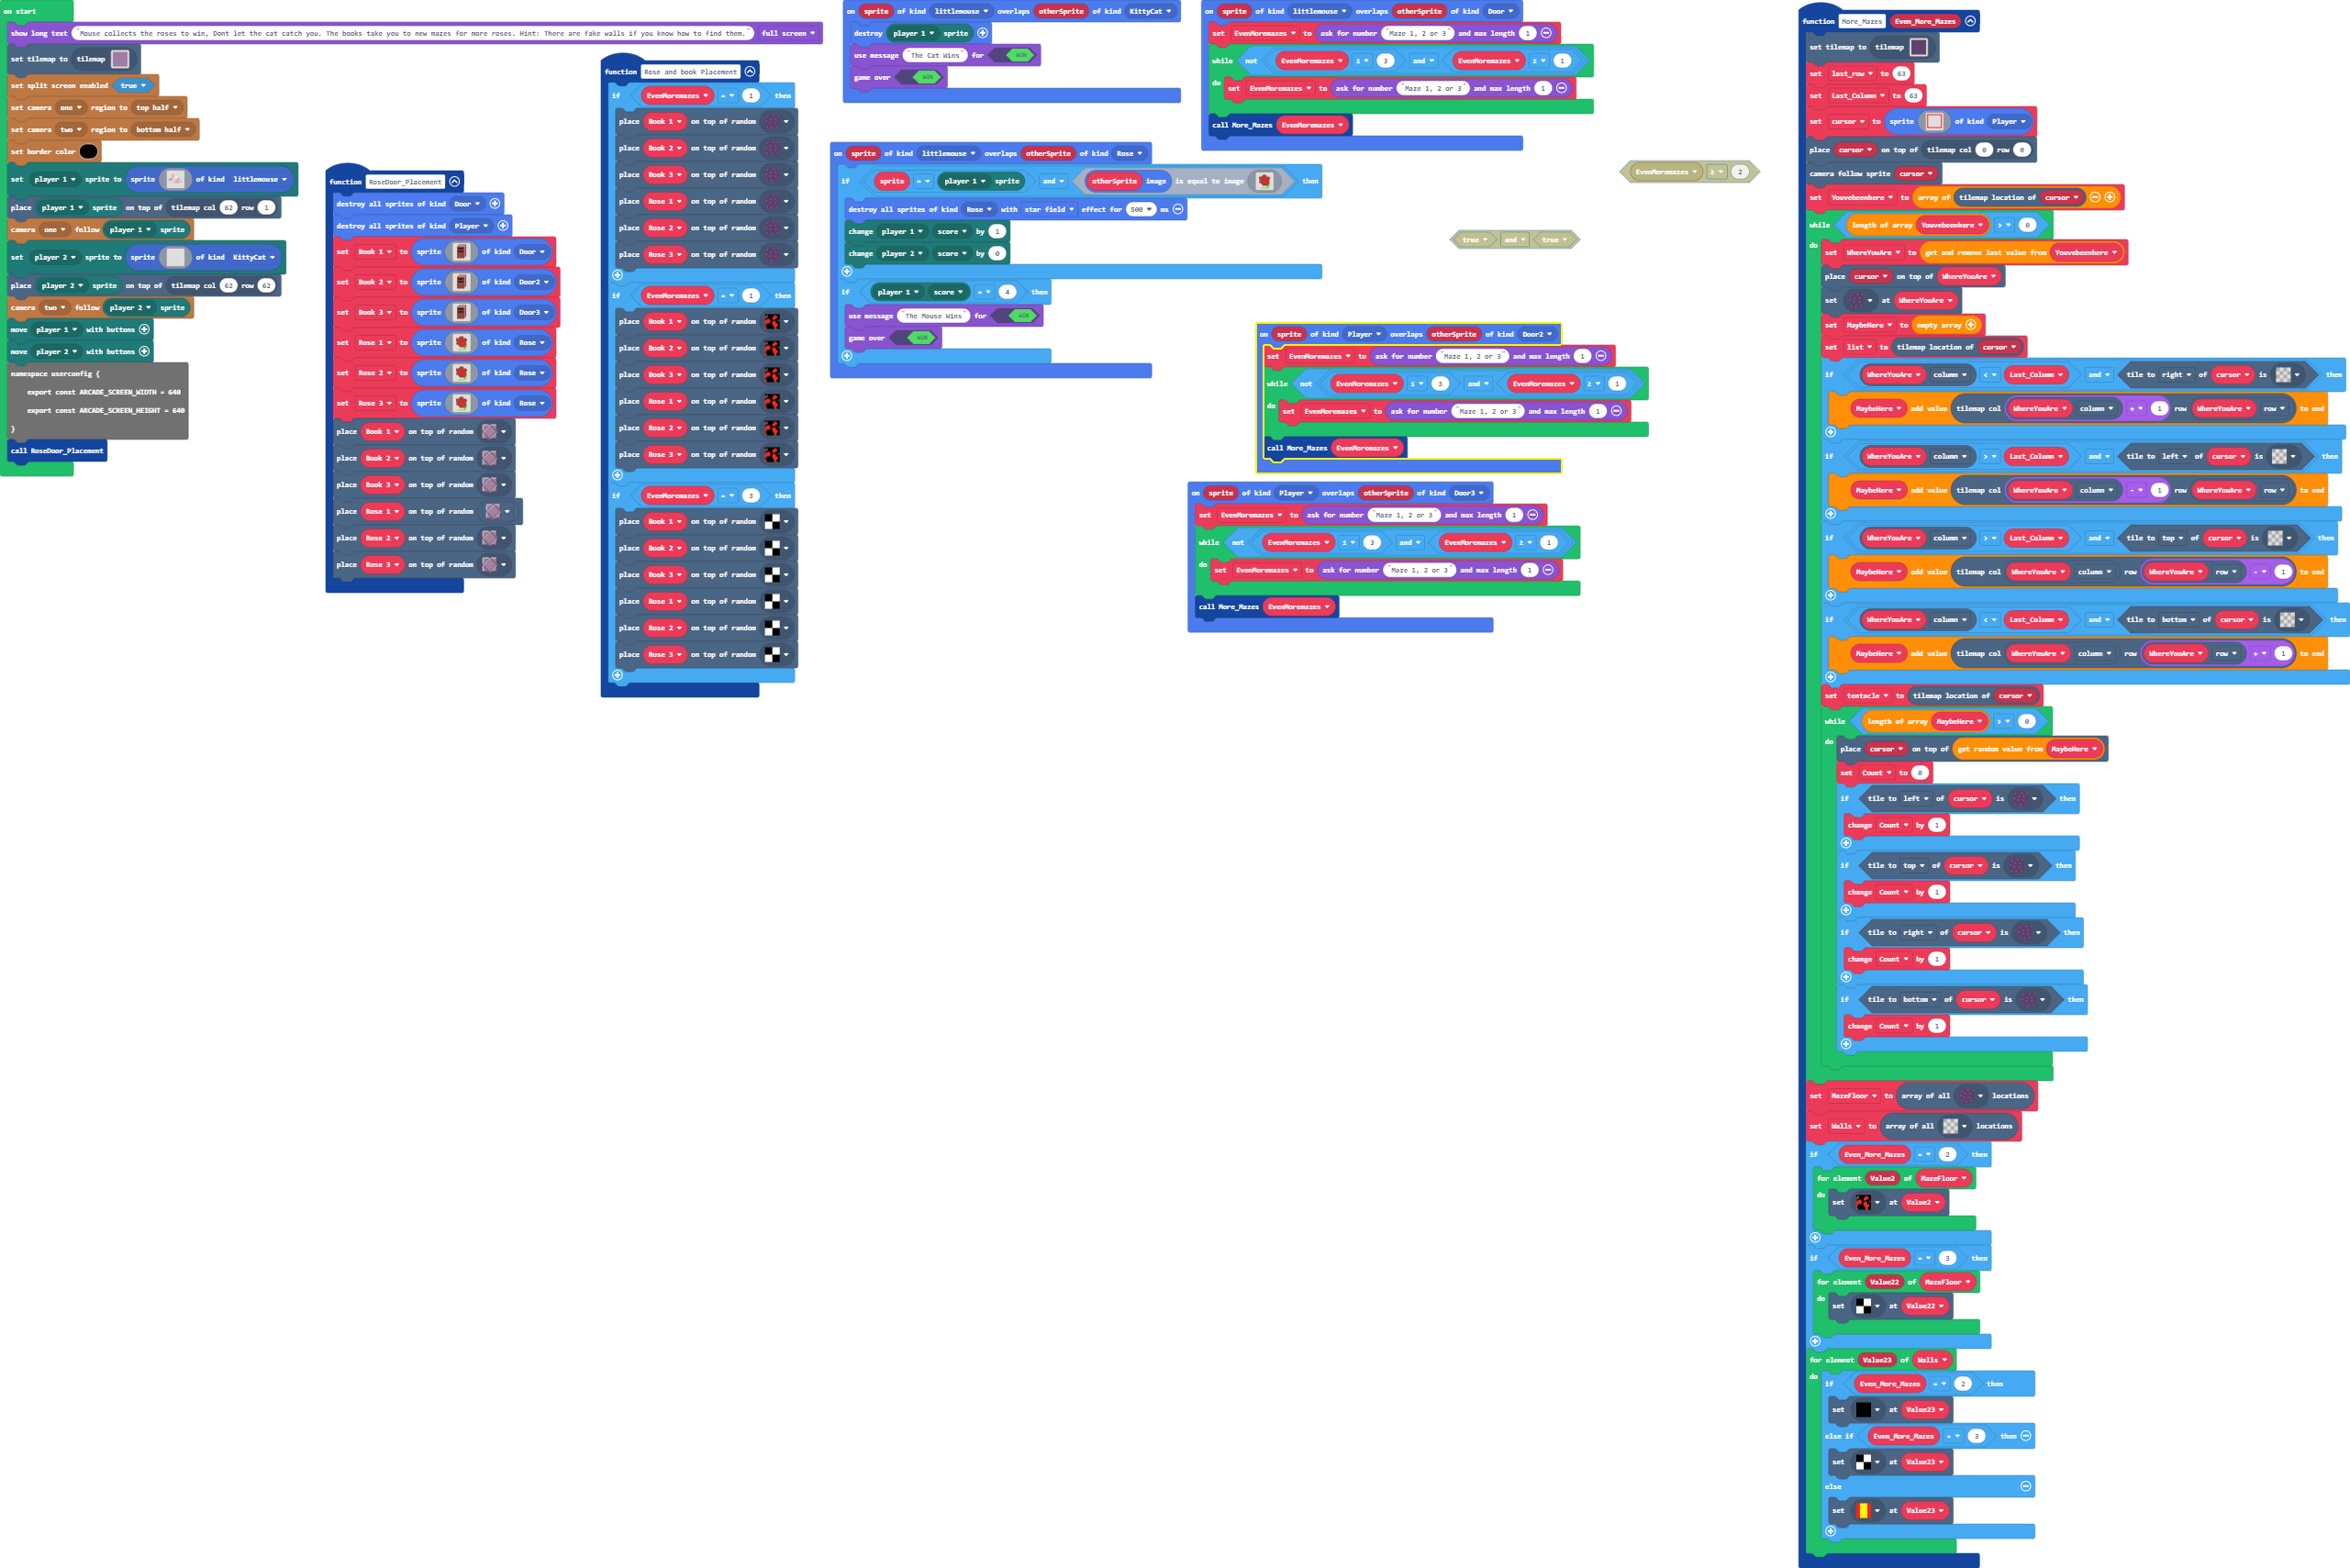 on start
show long text "Mouse collects the roses to win, Dont let the cat catch you. The books take you to new mazes for more roses. Hint: There are fake walls if you know how to find them." full screen
set tilemap to tilemap
set split screen enabled true
set camera one region to top half
set camera two region to bottom half
set border color
set player 1 sprite to sprite of kind littlemouse
place player 1 sprite on top of tilemap col 62 row 1
camera one follow player 1 sprite
set player 2 sprite to sprite of kind KittyCat
place player 2 sprite on top of tilemap col 62 row 62
camera two follow player 2 sprite
move player 1 with buttons
move player 2 with buttons
namespace userconfig {
export const ARCADE_SCREEN_WIDTH = 640
export const ARCADE_SCREEN_HEIGHT = 640
}
call RoseDoor_Placement
function RoseDoor_Placement
destroy all sprites of kind Door
destroy all sprites of kind Player
set Book 1 to sprite of kind Door
set Book 2 to sprite of kind Door2
set Book 3 to sprite of kind Door3
set Rose 1 to sprite of kind Rose
set Rose 2 to sprite of kind Rose
set Rose 3 to sprite of kind Rose
place Book 1 on top of random
place Book 2 on top of random
place Book 3 on top of random
place Rose 1 on top of random
place Rose 2 on top of random
place Rose 3 on top of random
function Rose and book Placement
if EvenMoremazes = 1 then
place Book 1 on top of random
place Book 2 on top of random
place Book 3 on top of random
place Rose 1 on top of random
place Rose 2 on top of random
place Rose 3 on top of random
if EvenMoremazes = 1 then
place Book 1 on top of random
place Book 2 on top of random
place Book 3 on top of random
place Rose 1 on top of random
place Rose 2 on top of random
place Rose 3 on top of random
if EvenMoremazes = 3 then
place Book 1 on top of random
place Book 2 on top of random
place Book 3 on top of random
place Rose 1 on top of random
place Rose 2 on top of random
place Rose 3 on top of random
on sprite of kind littlemouse overlaps otherSprite of kind KittyCat
destroy player 1 sprite
use message "The Cat Wins" for WIN
game over WIN
on sprite of kind littlemouse overlaps otherSprite of kind Rose
if sprite = player 1 sprite and otherSprite image is equal to image then
destroy all sprites of kind Rose with star field effect for 500 ms
change player 1 score by 1
change player 2 score by 0
if player 1 score = 4 then
use message "The Mouse Wins" for WIN
game over WIN
on sprite of kind littlemouse overlaps otherSprite of kind Door
set EvenMoremazes to ask for number "Maze 1, 2 or 3" and max length 1
while not EvenMoremazes ≤ 3 and EvenMoremazes ≥ 1
do set EvenMoremazes to ask for number "Maze 1, 2 or 3" and max length 1
call More_Mazes EvenMoremazes
EvenMoremazes ≥ 2
true and true
on sprite of kind Player overlaps otherSprite of kind Door2
set EvenMoremazes to ask for number "Maze 1, 2 or 3" and max length 1
while not EvenMoremazes ≤ 3 and EvenMoremazes ≥ 1
do set EvenMoremazes to ask for number "Maze 1, 2 or 3" and max length 1
call More_Mazes EvenMoremazes
on sprite of kind Player overlaps otherSprite of kind Door3
set EvenMoremazes to ask for number "Maze 1, 2 or 3" and max length 1
while not EvenMoremazes ≤ 3 and EvenMoremazes ≥ 1
do set EvenMoremazes to ask for number "Maze 1, 2 or 3" and max length 1
call More_Mazes EvenMoremazes
function More_Mazes Even_More_Mazes
set tilemap to tilemap
set last_row to 63
set Last_Column to 63
set cursor to sprite of kind Player
place cursor on top of tilemap col 0 row 0
camera follow sprite cursor
set Youvebeenhere to array of tilemap location of cursor
while length of array Youvebeenhere > 0
do set WhereYouAre to get and remove last value from Youvebeenhere
place cursor on top of WhereYouAre
set at WhereYouAre
set MaybeHere to empty array
set list to tilemap location of cursor
if WhereYouAre column < Last_Column and tile to right of cursor is then
MaybeHere add value tilemap col WhereYouAre column + 1 row WhereYouAre row to end
if WhereYouAre column > Last_Column and tile to left of cursor is then
MaybeHere add value tilemap col WhereYouAre column - 1 row WhereYouAre row to end
if WhereYouAre column > Last_Column and tile to top of cursor is then
MaybeHere add value tilemap col WhereYouAre column row WhereYouAre row - 1 to end
if WhereYouAre column < Last_Column and tile to bottom of cursor is then
MaybeHere add value tilemap col WhereYouAre column row WhereYouAre row + 1 to end
set tentacle to tilemap location of cursor
while length of array MaybeHere > 0
do place cursor on top of get random value from MaybeHere
set Count to 0
if tile to left of cursor is then
change Count by 1
if tile to top of cursor is then
change Count by 1
if tile to right of cursor is then
change Count by 1
if tile to bottom of cursor is then
change Count by 1
set MazeFloor to array of all locations
set Walls to array of all locations
if Even_More_Mazes = 2 then
for element Value2 of MazeFloor
do set at Value2
if Even_More_Mazes = 3 then
for element Value22 of MazeFloor
do set at Value22
for element Value23 of Walls
do if Even_More_Mazes = 2 then
set at Value23
else if Even_More_Mazes = 3 then
set at Value23
else
set at Value23